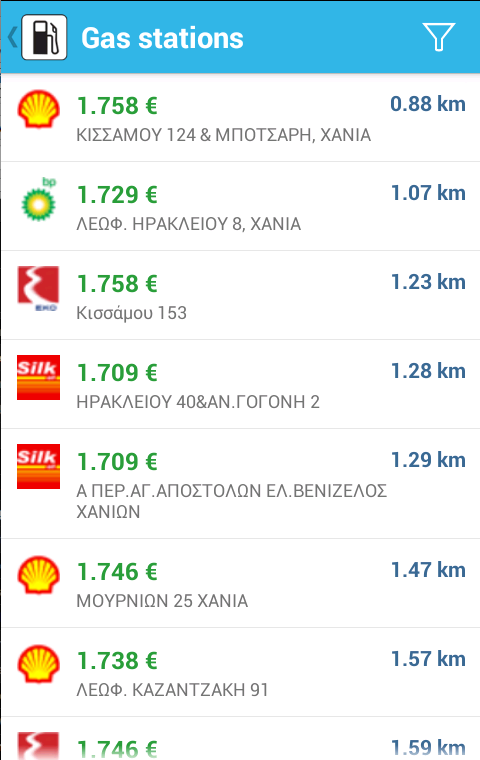 Gas stations
1.758 €
0.88 km
ΚΙΣΣΑΜΟΥ 124 & ΜΠΟΤΣΑΡΗ, ΧΑΝΙΑ
bp
1.729 €
1.07 km
ΛΕΩΦ. ΗΡΑΚΛΕΙΟΥ 8, ΧΑΝΙΑ
1.758 €
1.23 km
EKO
Κισσάμου 153
Silk
1.709 €
1.28 km
ΗΡΑΚΛΕΙΟΥ 40&ΑΝ.ΓΟΓΟΝΗ 2
Silk
1.709 €
1.29 km
Α ΠΕΡ.ΑΓ.ΑΠΟΣΤΟΛΩΝ ΕΛ.ΒΕΝΙΖΕΛΟΣ
ΧΑΝΙΩΝ
1.746 €
1.47 km
ΜΟΥΡΝΙΩΝ 25 ΧΑΝΙΑ
1.738 €
1.57 km
ΛΕΩΦ. ΚΑΖΑΝΤΖΑΚΗ 91
1.746 €
1.59 km